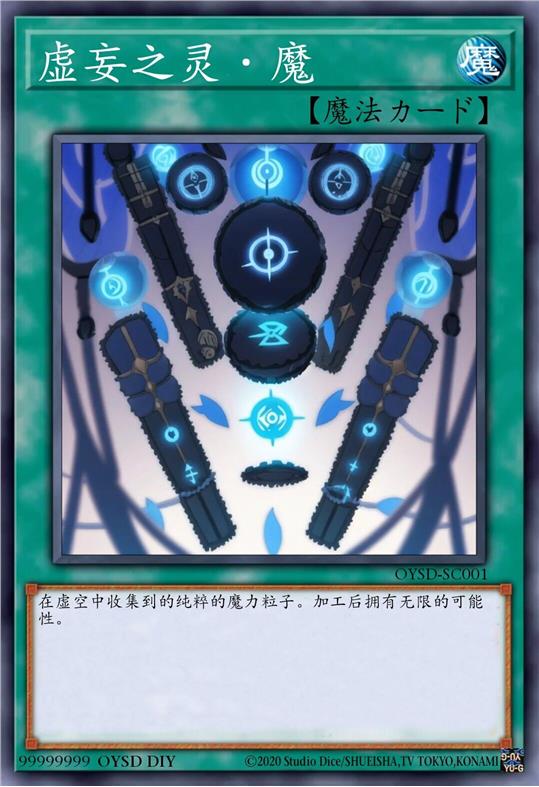 虚妄之灵·魔
魔
【魔法カード】
OYSD-SC001
在虚空中收集到的纯粹的魔力粒子。加工后拥有无限的可能
性。
99999999 OYSD DIY
©2020 Studio Dice/SHUEISHA,TV TOKYO,KONAMI